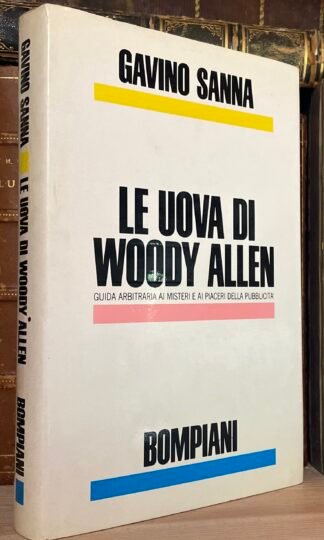 GAVINO SANNA
LE UOVA DI
WOODY ALLEN
GUIDA ARBITRARIA AI MISTERI E AI PIACERI DELLA PUBBLICITÀ
BOMPIANI
GAVINO SANNA LE UOVA DI WOODY ALLEN BOMPIANI